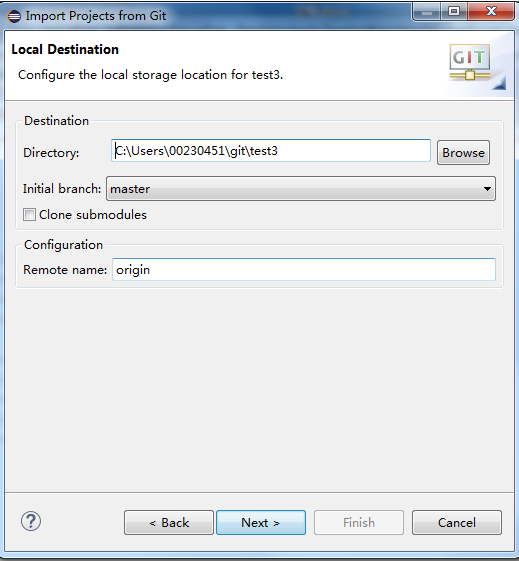 Import Projects from Git
Local Destination
Configure the local storage location for test3.
GIT
Destination
Directory: C:\Users\00230451\git\test3 Browse
Initial branch: master
Clone submodules
Configuration
Remote name: origin
? < Back Next > Finish Cancel